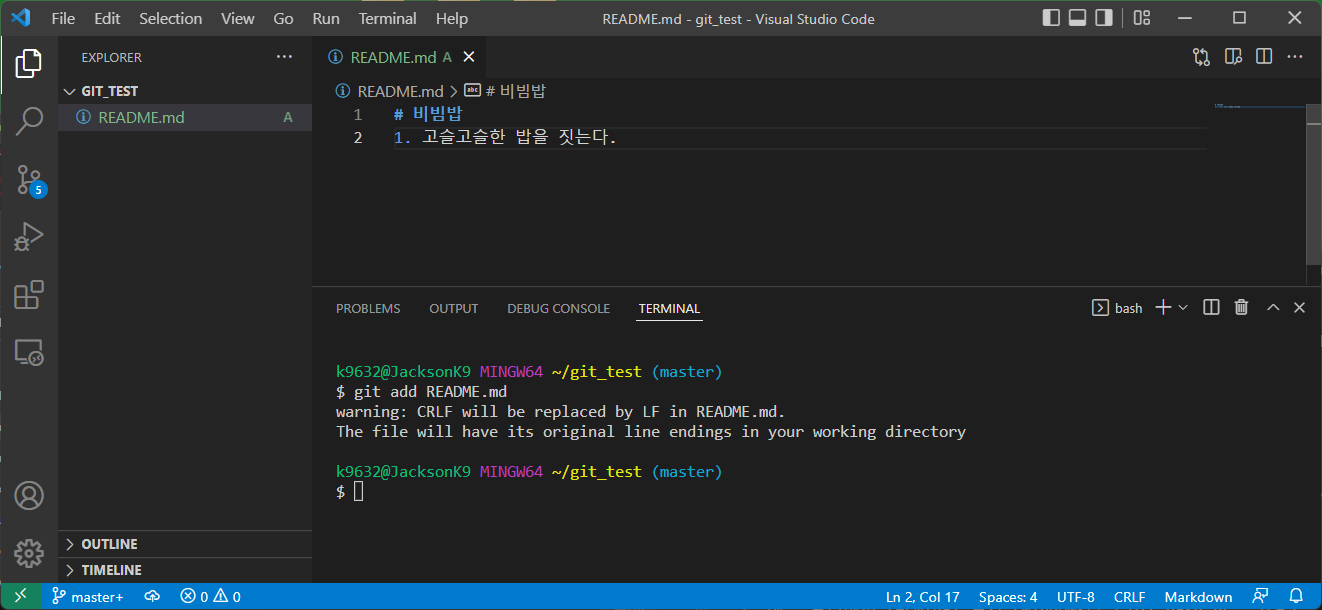 File Edit Selection View Go Run Terminal Help README.md - git_test - Visual Studio Code
EXPLORER
README.md A
GIT_TEST
README.md > # 비빔밥
README.md A
1 # 비빔밥
2 1. 고슬고슬한 밥을 짓는다.
5
PROBLEMS OUTPUT DEBUG CONSOLE TERMINAL bash
k9632@JacksonK9 MINGW64 ~/git_test (master)
$ git add README.md
warning: CRLF will be replaced by LF in README.md.
The file will have its original line endings in your working directory
k9632@JacksonK9 MINGW64 ~/git_test (master)
$
OUTLINE
TIMELINE
master+ 0 0 Ln 2, Col 17 Spaces: 4 UTF-8 CRLF Markdown